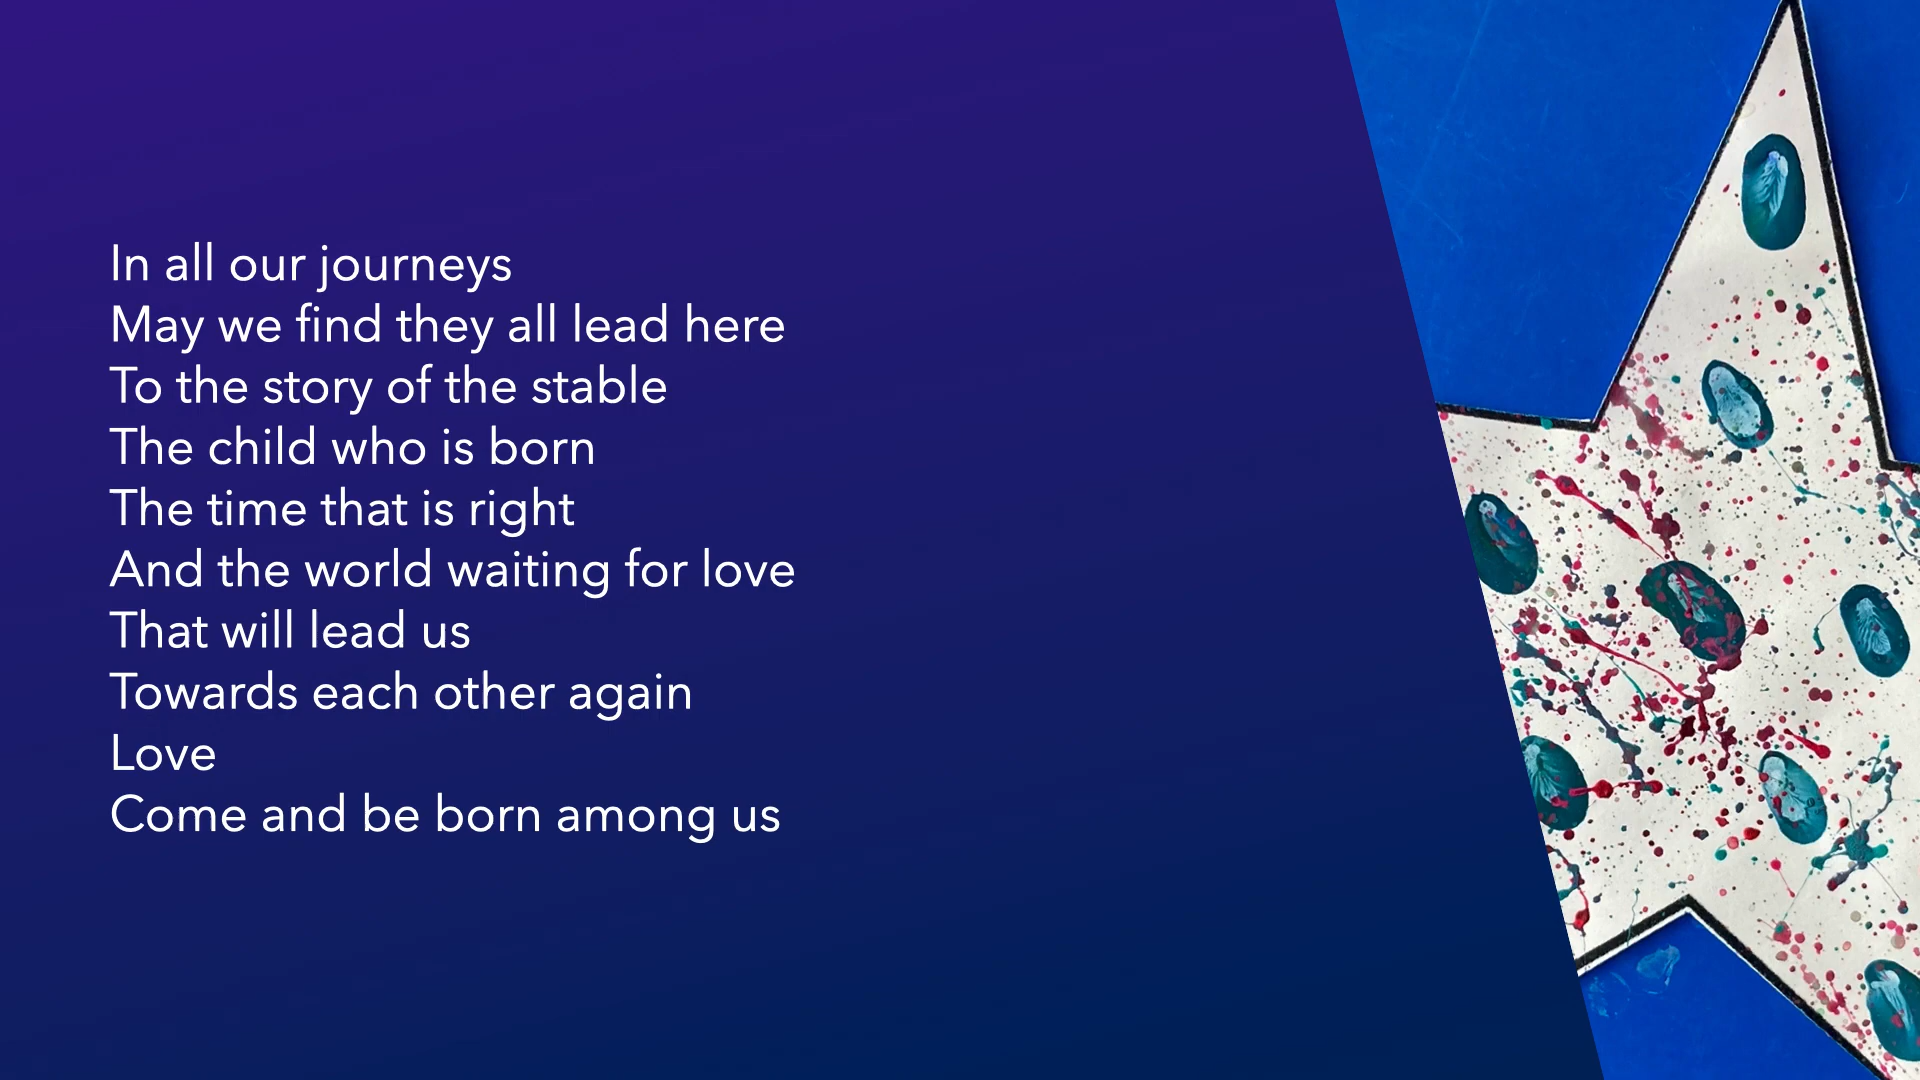 In all our journeys
May we find they all lead here
To the story of the stable
The child who is born
The time that is right
And the world waiting for love
That will lead us
Towards each other again
Love
Come and be born among us